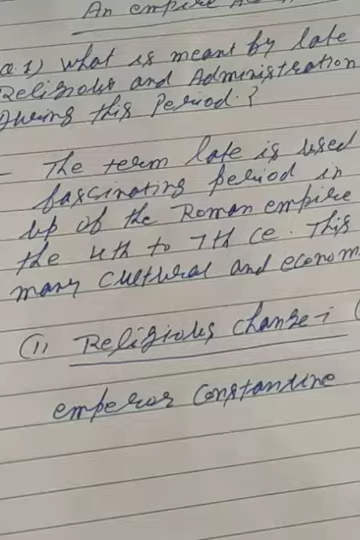 An empire
Q.1) What is meant by late
Religious and Administration
During this Period?
- The term late is used
fascinating period in
up of the Roman empire
the 4th to 7th ce. This
many cultural and econom
(1) Religious change -
emperor Constantine